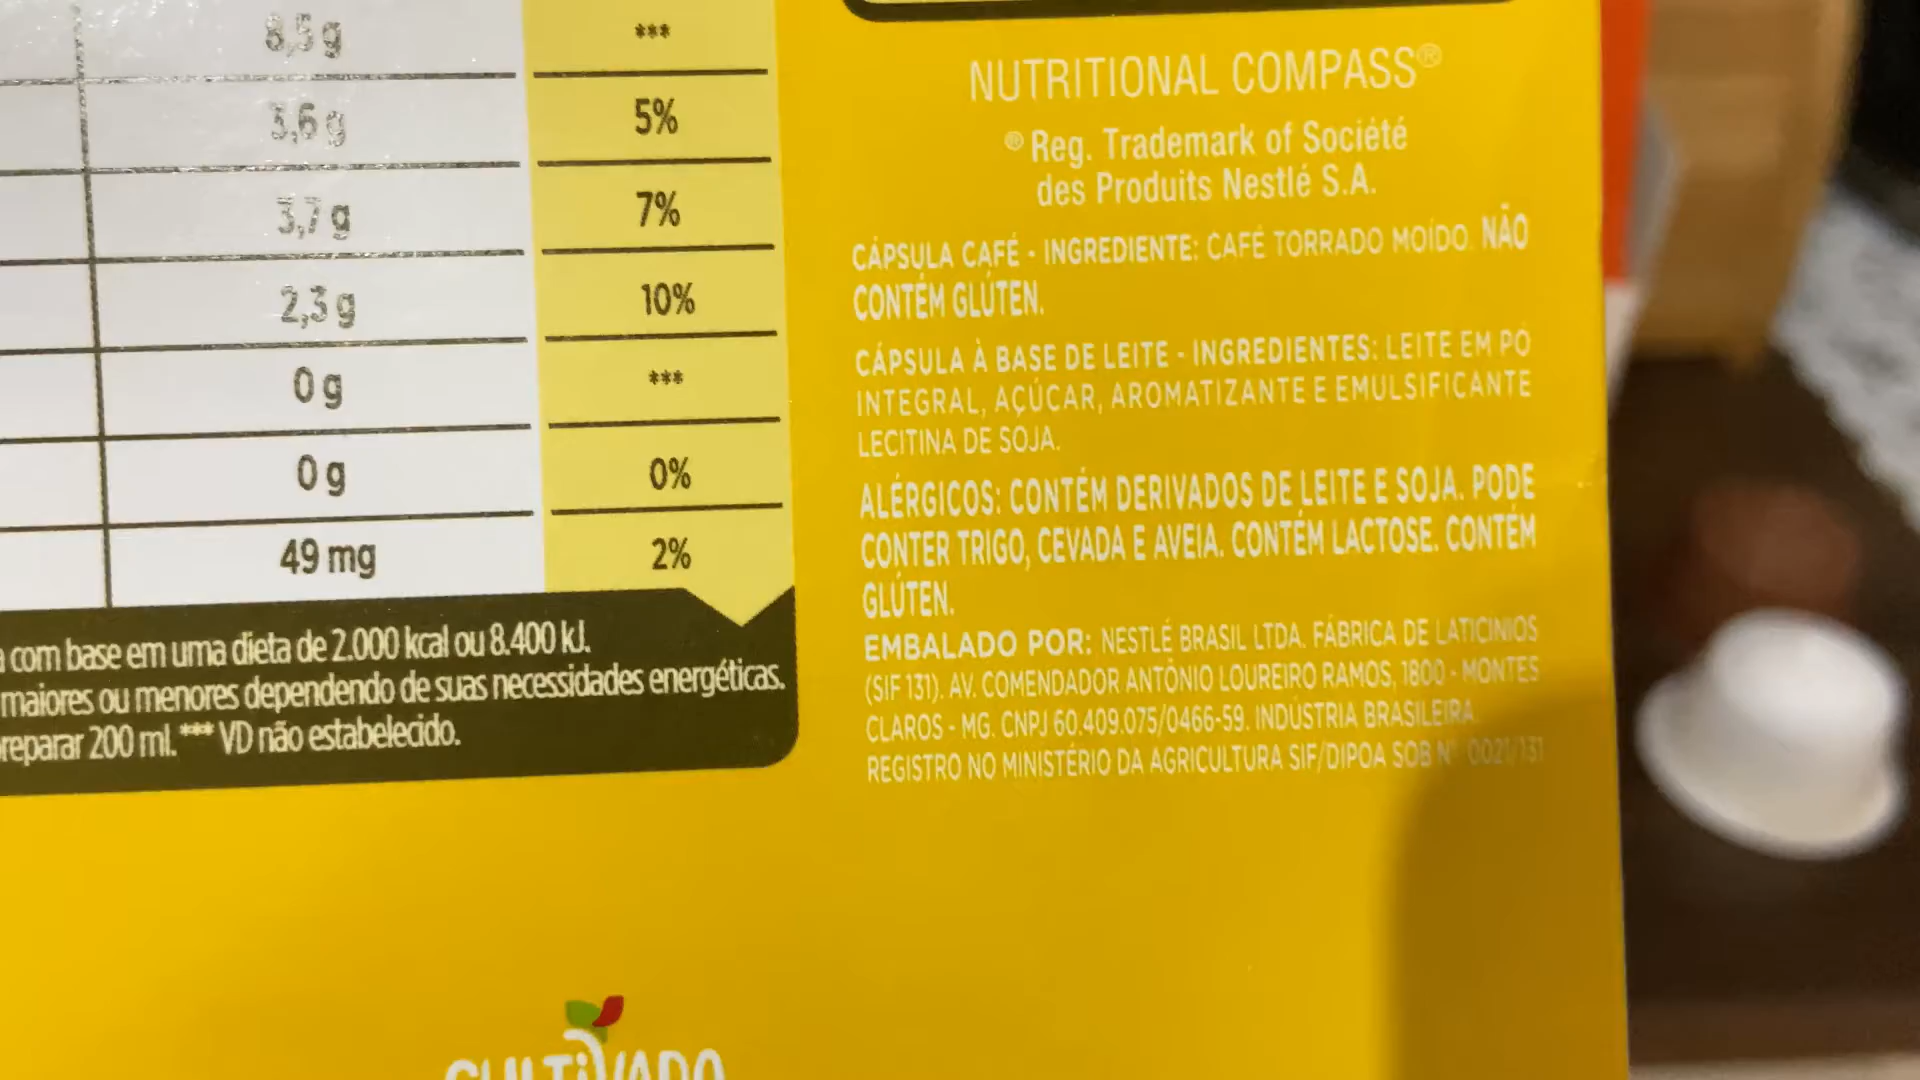 8,5 g ***
3,6 g 5%
3,7 g 7%
2,3 g 10%
0 g ***
0 g 0%
49 mg 2%
com base em uma dieta de 2.000 kcal ou 8.400 kJ.
maiores ou menores dependendo de suas necessidades energéticas.
reparar 200 ml. *** VD não estabelecido.
NUTRITIONAL COMPASS®
® Reg. Trademark of Société
des Produits Nestlé S.A.
CÁPSULA CAFÉ - INGREDIENTE: CAFÉ TORRADO MOÍDO. NÃO
CONTÉM GLÚTEN.
CÁPSULA À BASE DE LEITE - INGREDIENTES: LEITE EM PÓ
INTEGRAL, AÇÚCAR, AROMATIZANTE E EMULSIFICANTE
LECITINA DE SOJA.
ALÉRGICOS: CONTÉM DERIVADOS DE LEITE E SOJA. PODE
CONTER TRIGO, CEVADA E AVEIA. CONTÉM LACTOSE. CONTÉM
GLÚTEN.
EMBALADO POR: NESTLÉ BRASIL LTDA. FÁBRICA DE LATICÍNIOS
(SIF 131). AV. COMENDADOR ANTÔNIO LOUREIRO RAMOS, 1800 - MONTES
CLAROS - MG. CNPJ 60.409.075/0466-59. INDÚSTRIA BRASILEIRA.
REGISTRO NO MINISTÉRIO DA AGRICULTURA SIF/DIPOA SOB Nº 0021/131
CULTIVADO